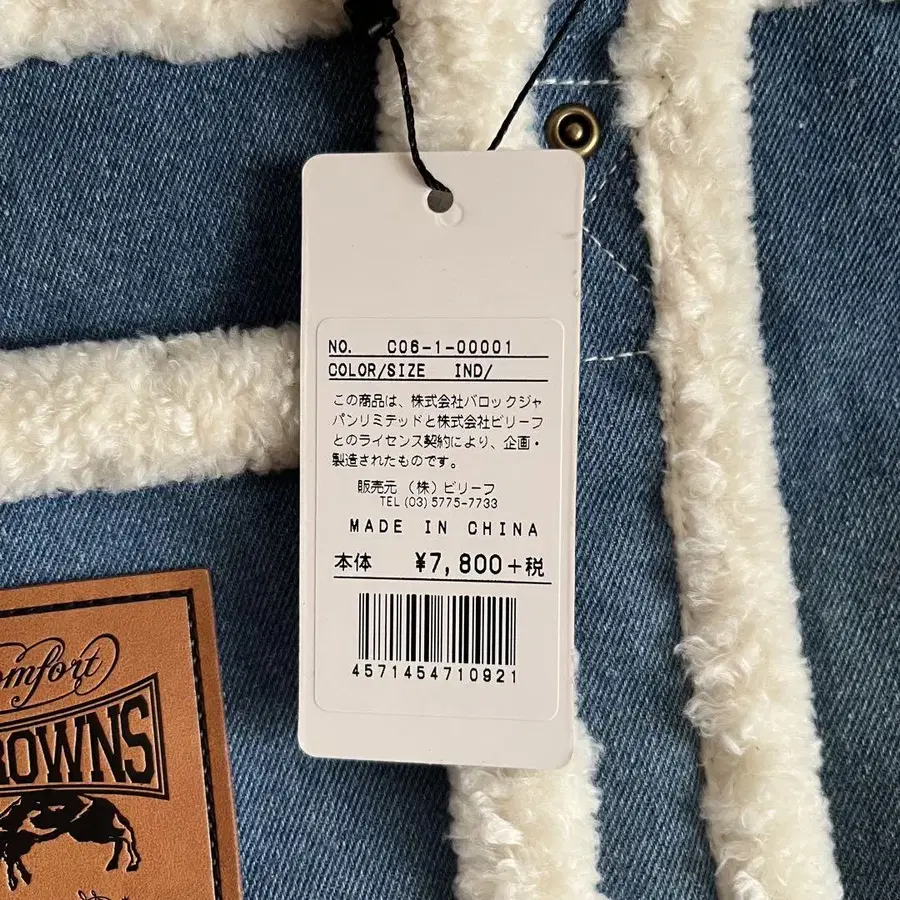 NO. C06-1-00001
COLOR/SIZE IND/
この商品は、株式会社バロックジャ
パンリミテッドと株式会社ビリーフ
とのライセンス契約により、企画・
製造されたものです。
販売元 (株)ビリーフ
TEL (03)5775-7733
MADE IN CHINA
本体 ¥7,800+税
4571454710921
omfort
ROWNS